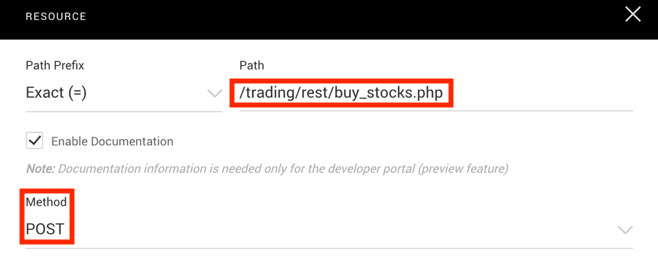 RESOURCE
Path Prefix
Path
Exact (=)
/trading/rest/buy_stocks.php
Enable Documentation
Note: Documentation information is needed only for the developer portal (preview feature)
Method
POST